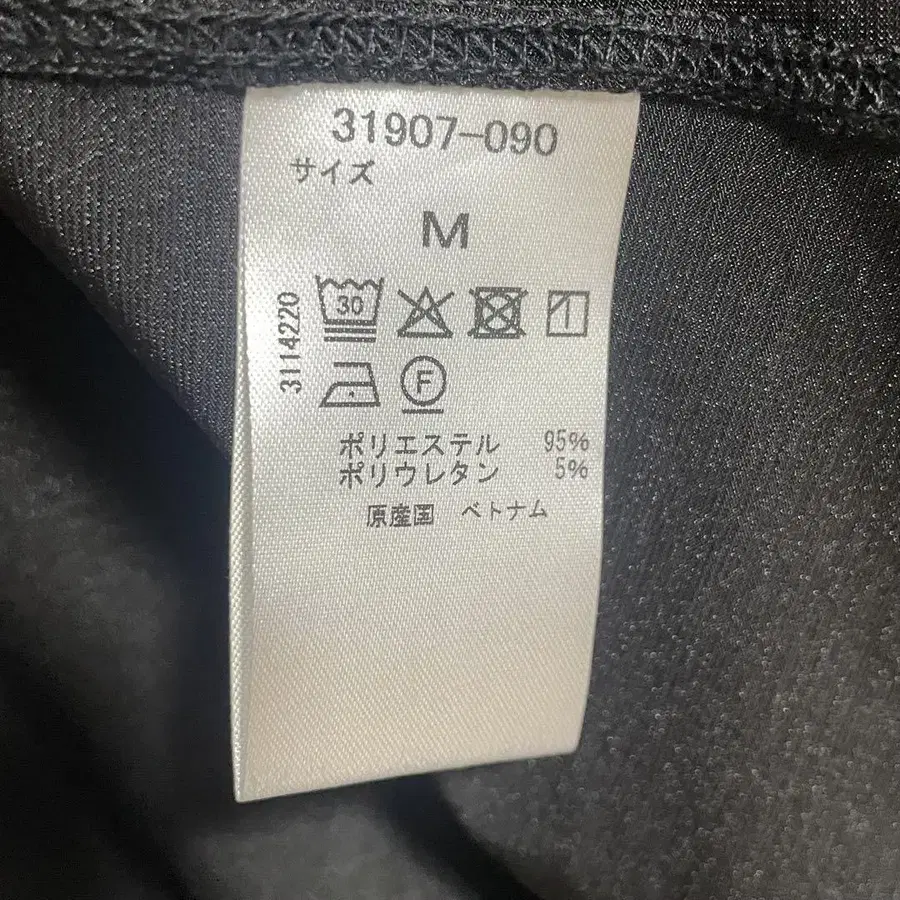 31907-090
サイズ
M
3114220
30
F
ポリエステル 95%
ポリウレタン 5%
原産国 ベトナム